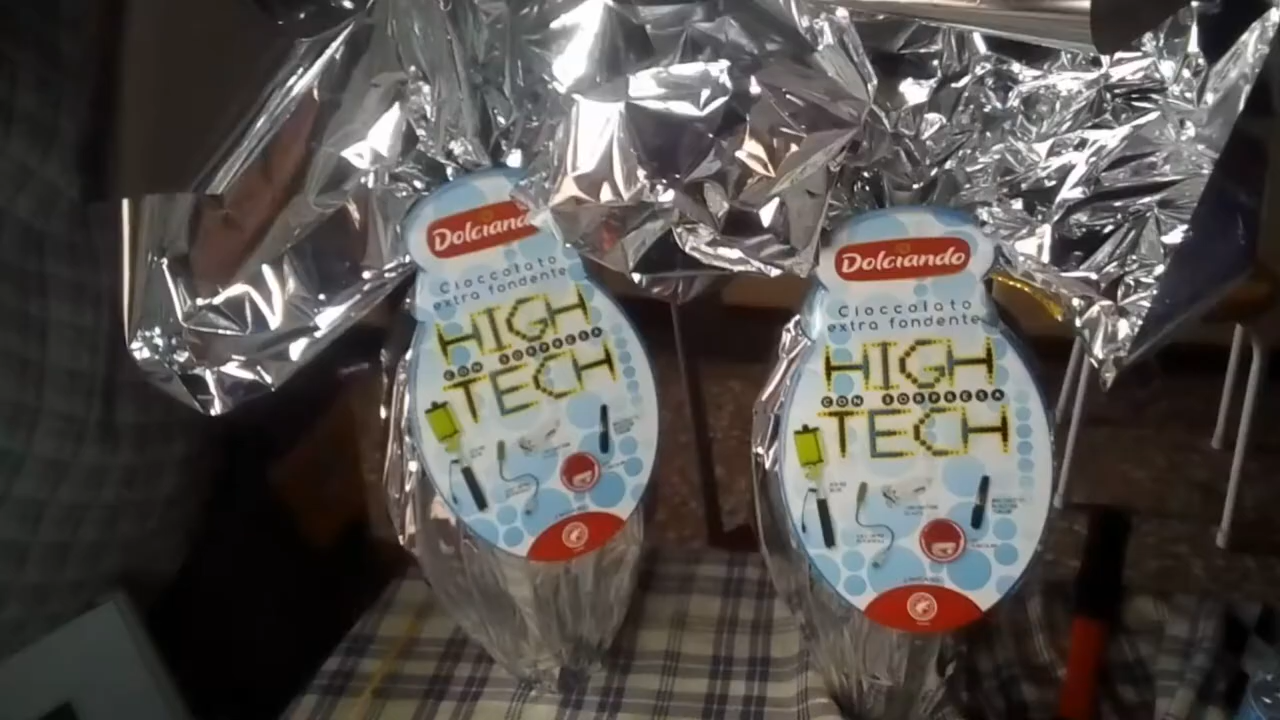 Dolciando
Cioccolato
extra fondente
HIGH
CON SORPRESA
TECH
Dolciando
Cioccolato
extra fondente
HIGH
CON SORPRESA
TECH